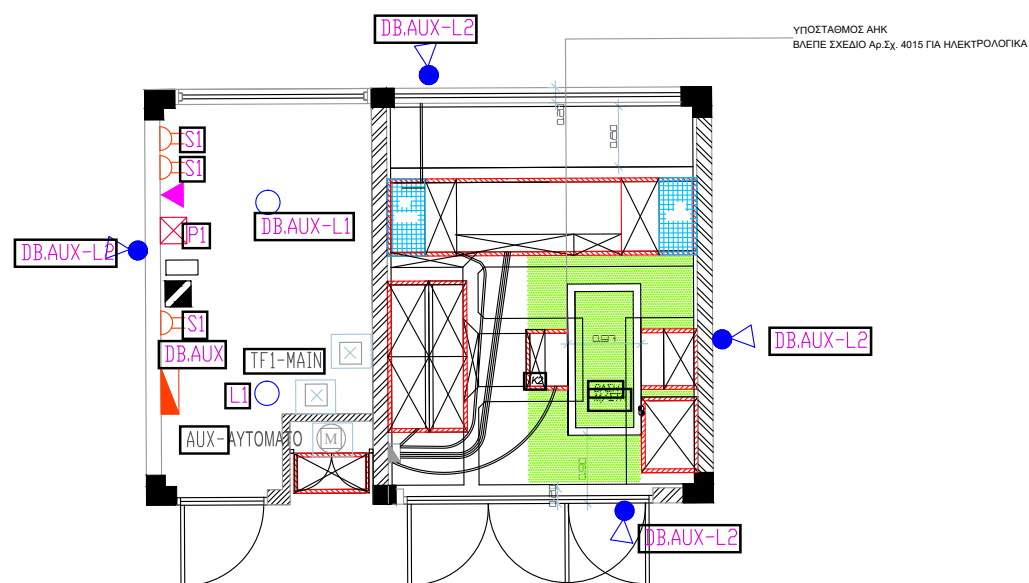 DB.AUX-L2
ΥΠΟΣΤΑΘΜΟΣ ΑΗΚ
ΒΛΕΠΕ ΣΧΕΔΙΟ Αρ.Σχ. 4015 ΓΙΑ ΗΛΕΚΤΡΟΛΟΓΙΚΑ
S1
S1
DB.AUX-L1
P1
DB.AUX-L2
S1
DB.AUX
TF1-MAIN
DB.AUX-L2
L1
AUX-ΑΥΤΟΜΑΤΟ
M
DB.AUX-L2